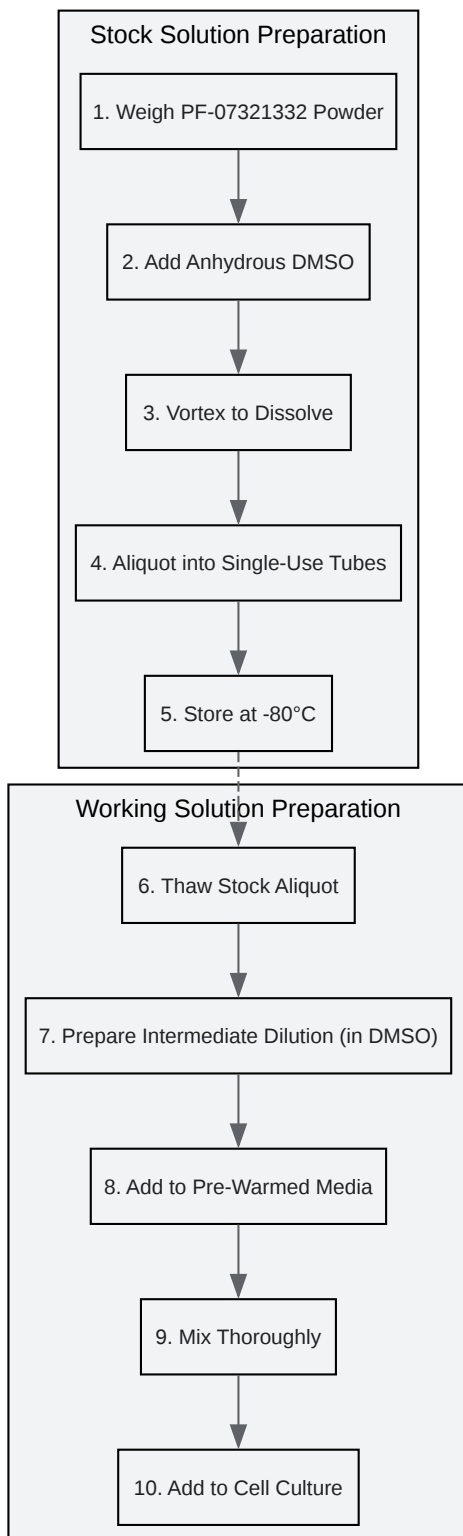 Stock Solution Preparation
1. Weigh PF-07321332 Powder
2. Add Anhydrous DMSO
3. Vortex to Dissolve
4. Aliquot into Single-Use Tubes
5. Store at -80°C
Working Solution Preparation
6. Thaw Stock Aliquot
7. Prepare Intermediate Dilution (in DMSO)
8. Add to Pre-Warmed Media
9. Mix Thoroughly
10. Add to Cell Culture